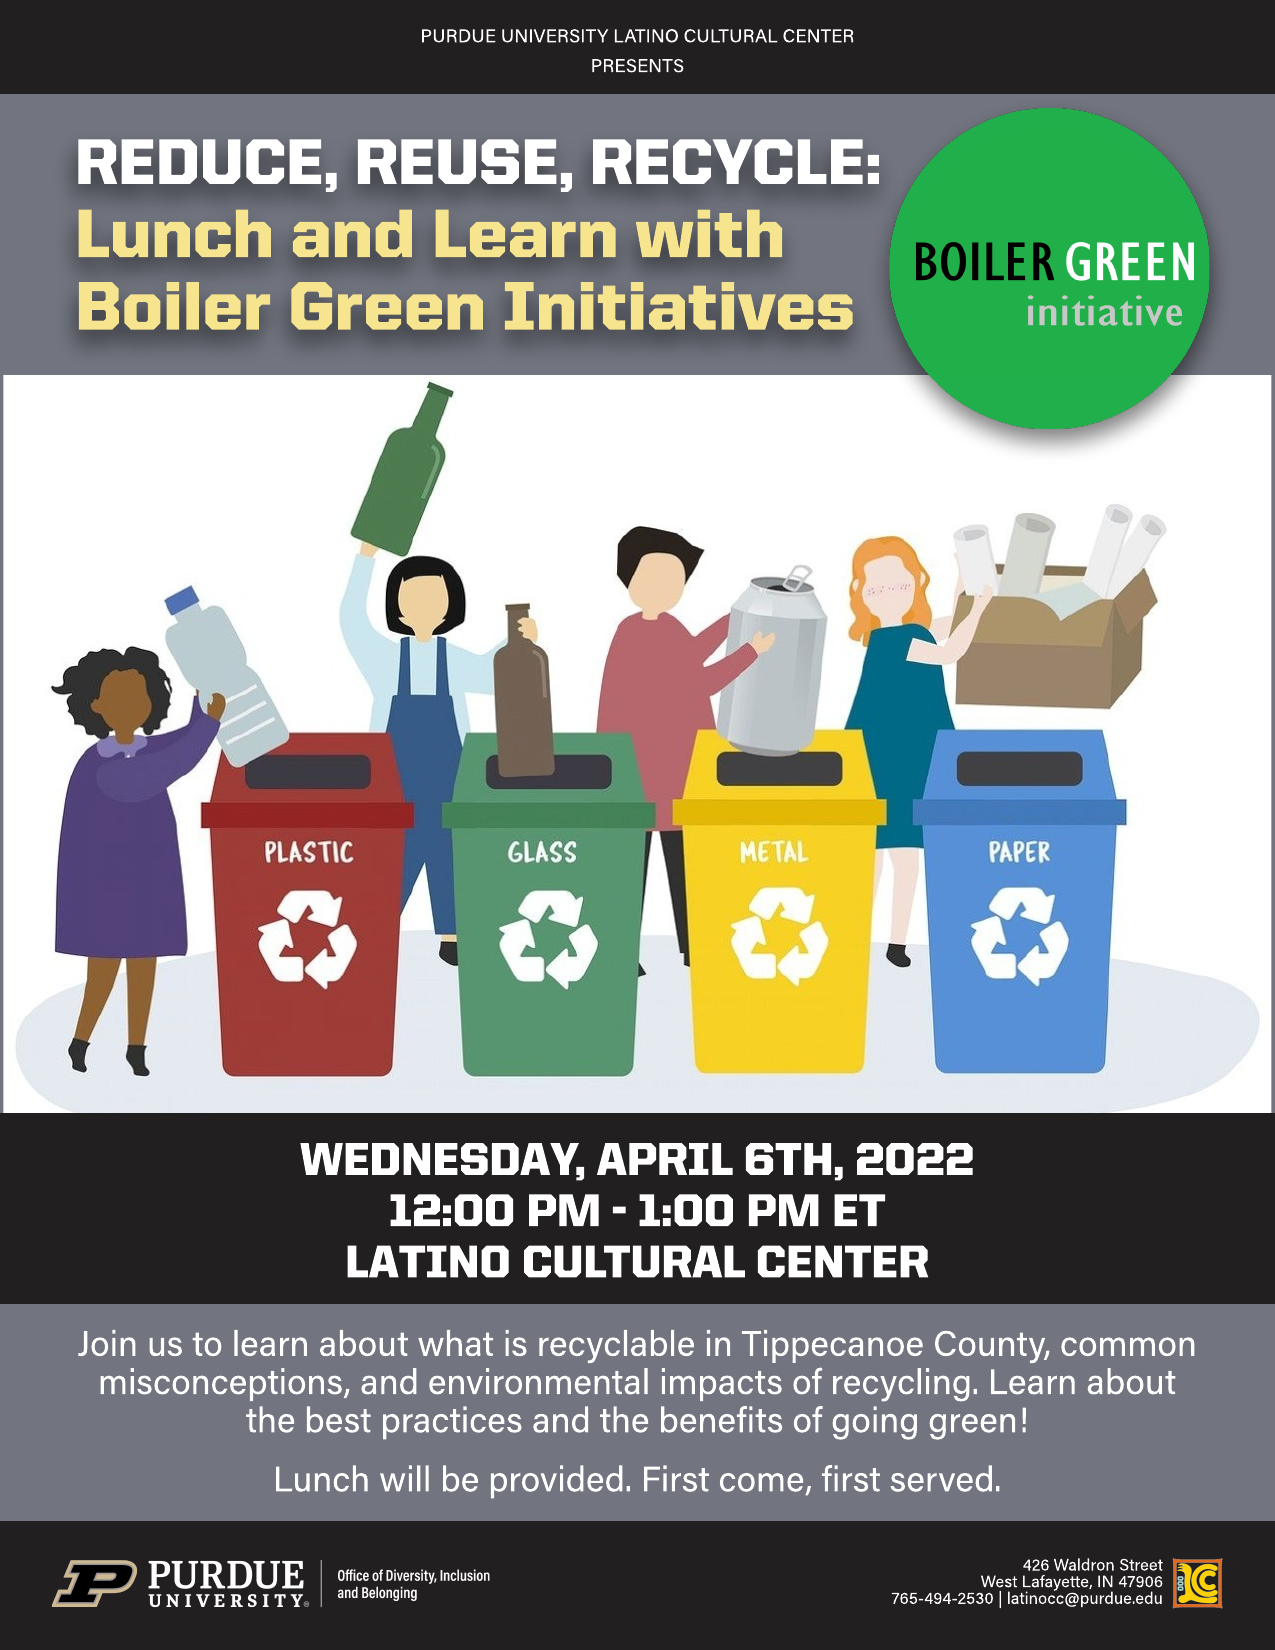 PURDUE UNIVERSITY LATINO CULTURAL CENTER
PRESENTS
REDUCE, REUSE, RECYCLE:
Lunch and Learn with
Boiler Green Initiatives
BOILER GREEN
initiative
PLASTIC
GLASS
METAL
PAPER
WEDNESDAY, APRIL 6TH, 2022
12:00 PM - 1:00 PM ET
LATINO CULTURAL CENTER
Join us to learn about what is recyclable in Tippecanoe County, common
misconceptions, and environmental impacts of recycling. Learn about
the best practices and the benefits of going green!
Lunch will be provided. First come, first served.
PURDUE
UNIVERSITY®
Office of Diversity, Inclusion
and Belonging
426 Waldron Street
West Lafayette, IN 47906
765-494-2530 | latinocc@purdue.edu